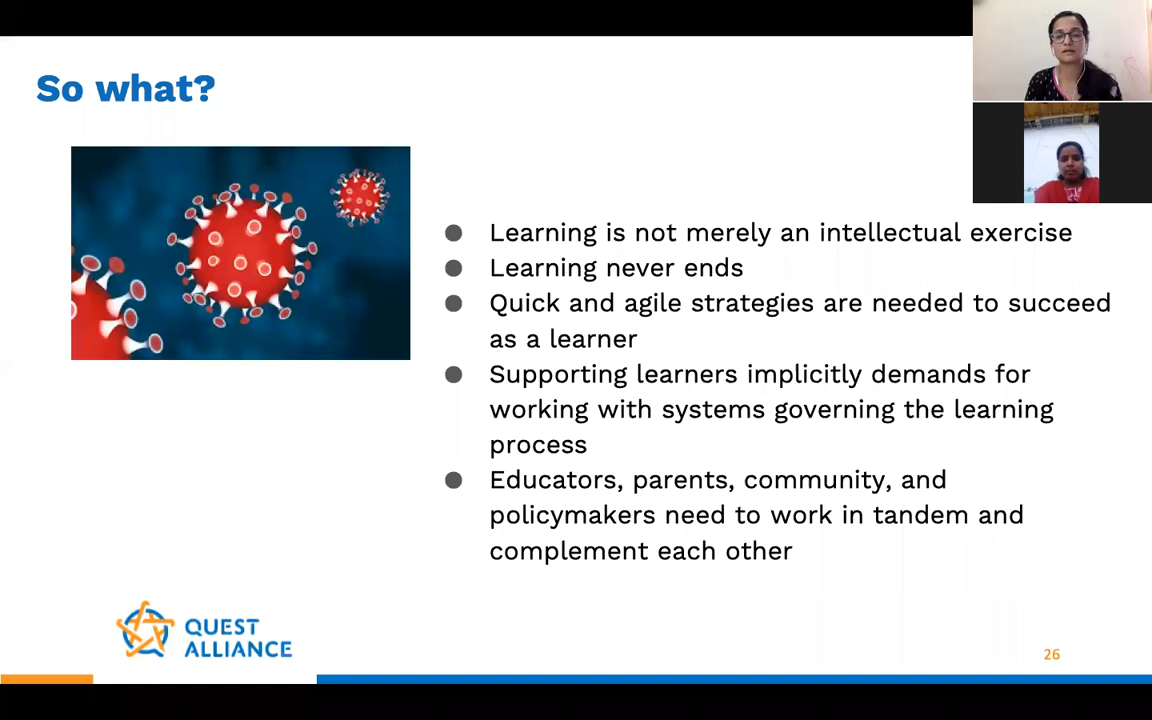 So what?
Learning is not merely an intellectual exercise
Learning never ends
Quick and agile strategies are needed to succeed
as a learner
Supporting learners implicitly demands for
working with systems governing the learning
process
Educators, parents, community, and
policymakers need to work in tandem and
complement each other
QUEST
ALLIANCE
26